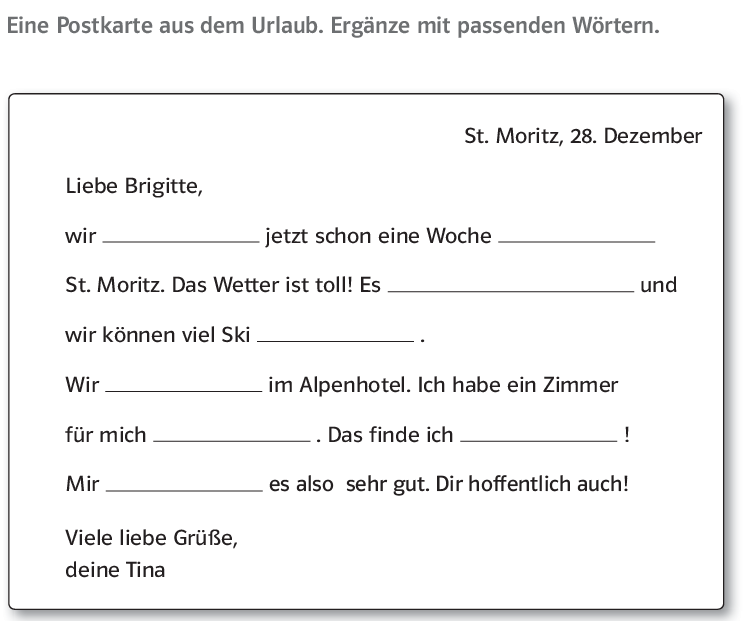 Eine Postkarte aus dem Urlaub. Ergänze mit passenden Wörtern.
St. Moritz, 28. Dezember
Liebe Brigitte,
wir ____________ jetzt schon eine Woche ____________
St. Moritz. Das Wetter ist toll! Es ____________________ und
wir können viel Ski ____________ .
Wir ____________ im Alpenhotel. Ich habe ein Zimmer
für mich ____________ . Das finde ich ____________ !
Mir ____________ es also sehr gut. Dir hoffentlich auch!
Viele liebe Grüße,
deine Tina